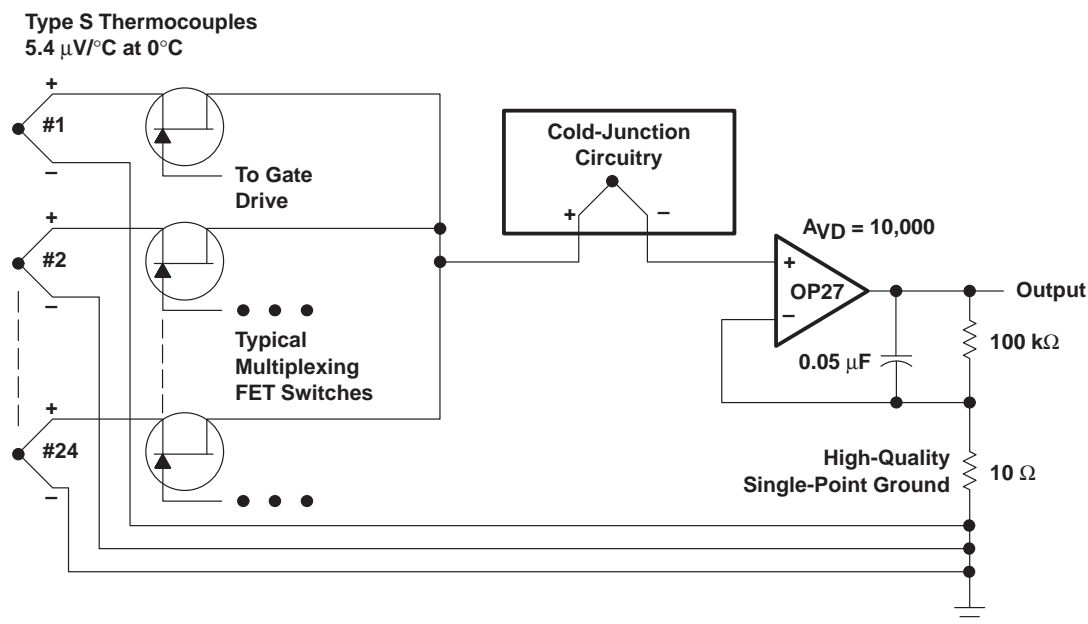 Type S Thermocouples
5.4 μV/°C at 0°C
+
#1
−
To Gate
Drive
+
#2
−
Typical
Multiplexing
FET Switches
+
#24
−
Cold-Junction
Circuitry
+ −
AVD = 10,000
+
OP27
−
Output
100 kΩ
0.05 μF
High-Quality
Single-Point Ground
10 Ω